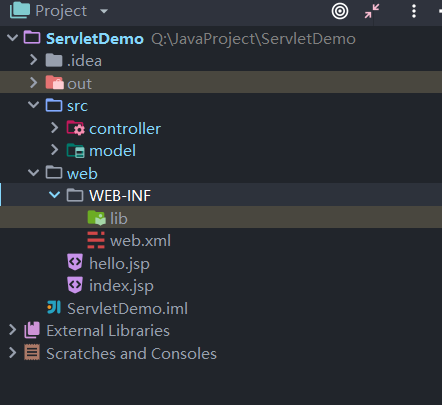 Project
ServletDemo Q:\JavaProject\ServletDemo
.idea
out
src
controller
model
web
WEB-INF
lib
web.xml
hello.jsp
index.jsp
ServletDemo.iml
External Libraries
Scratches and Consoles